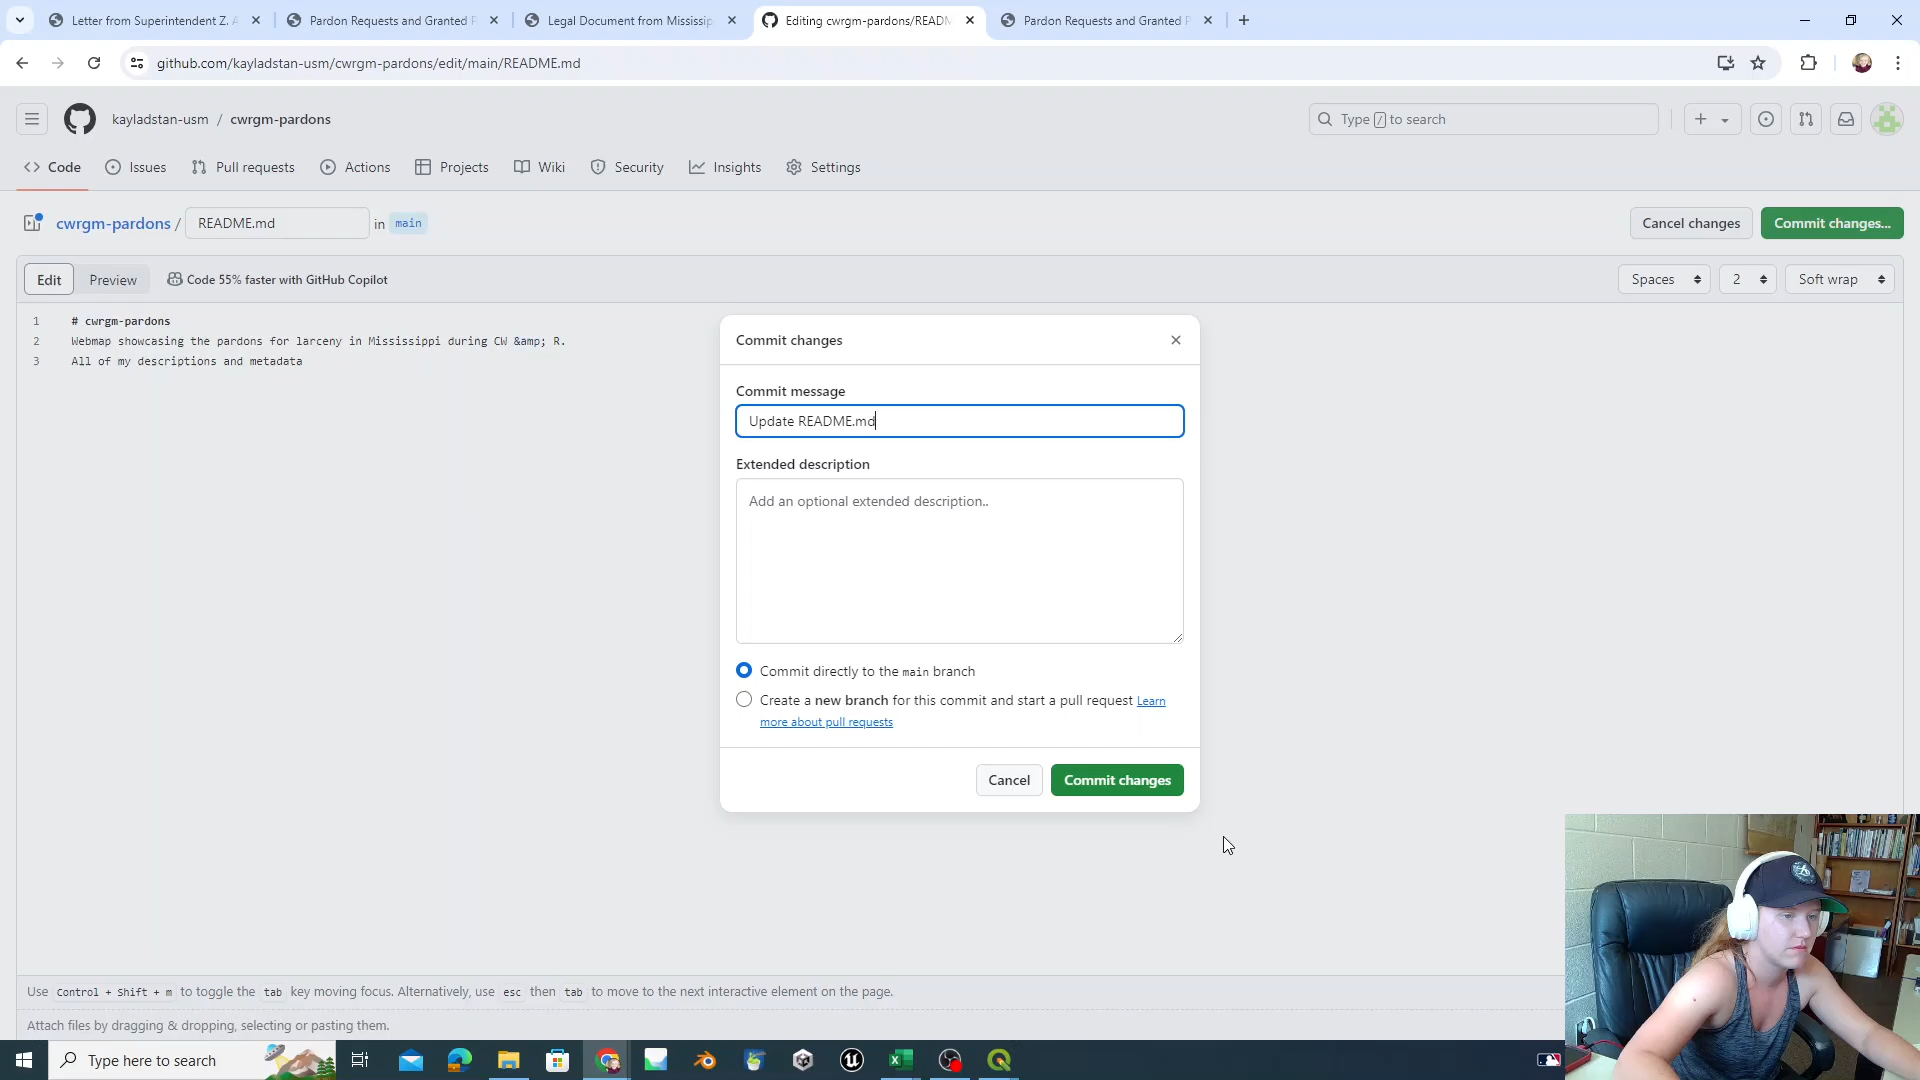 Letter from Superintendent Z. A
Pardon Requests and Granted P
Legal Document from Mississip
Editing cwrgm-pardons/READM
Pardon Requests and Granted P
github.com/kayladstan-usm/cwrgm-pardons/edit/main/README.md
kayladstan-usm / cwrgm-pardons
Type / to search
Code
Issues
Pull requests
Actions
Projects
Wiki
Security
Insights
Settings
cwrgm-pardons / README.md in main
Cancel changes
Commit changes...
Edit
Preview
Code 55% faster with GitHub Copilot
Spaces
2
Soft wrap
1 # cwrgm-pardons
2 Webmap showcasing the pardons for larceny in Mississippi during CW &amp; R.
3 All of my descriptions and metadata
Commit changes
Commit message
Update README.md
Extended description
Add an optional extended description..
Commit directly to the main branch
Create a new branch for this commit and start a pull request Learn
more about pull requests
Cancel
Commit changes
Use Control + Shift + m to toggle the tab key moving focus. Alternatively, use esc then tab to move to the next interactive element on the page.
Attach files by dragging & dropping, selecting or pasting them.
Type here to search